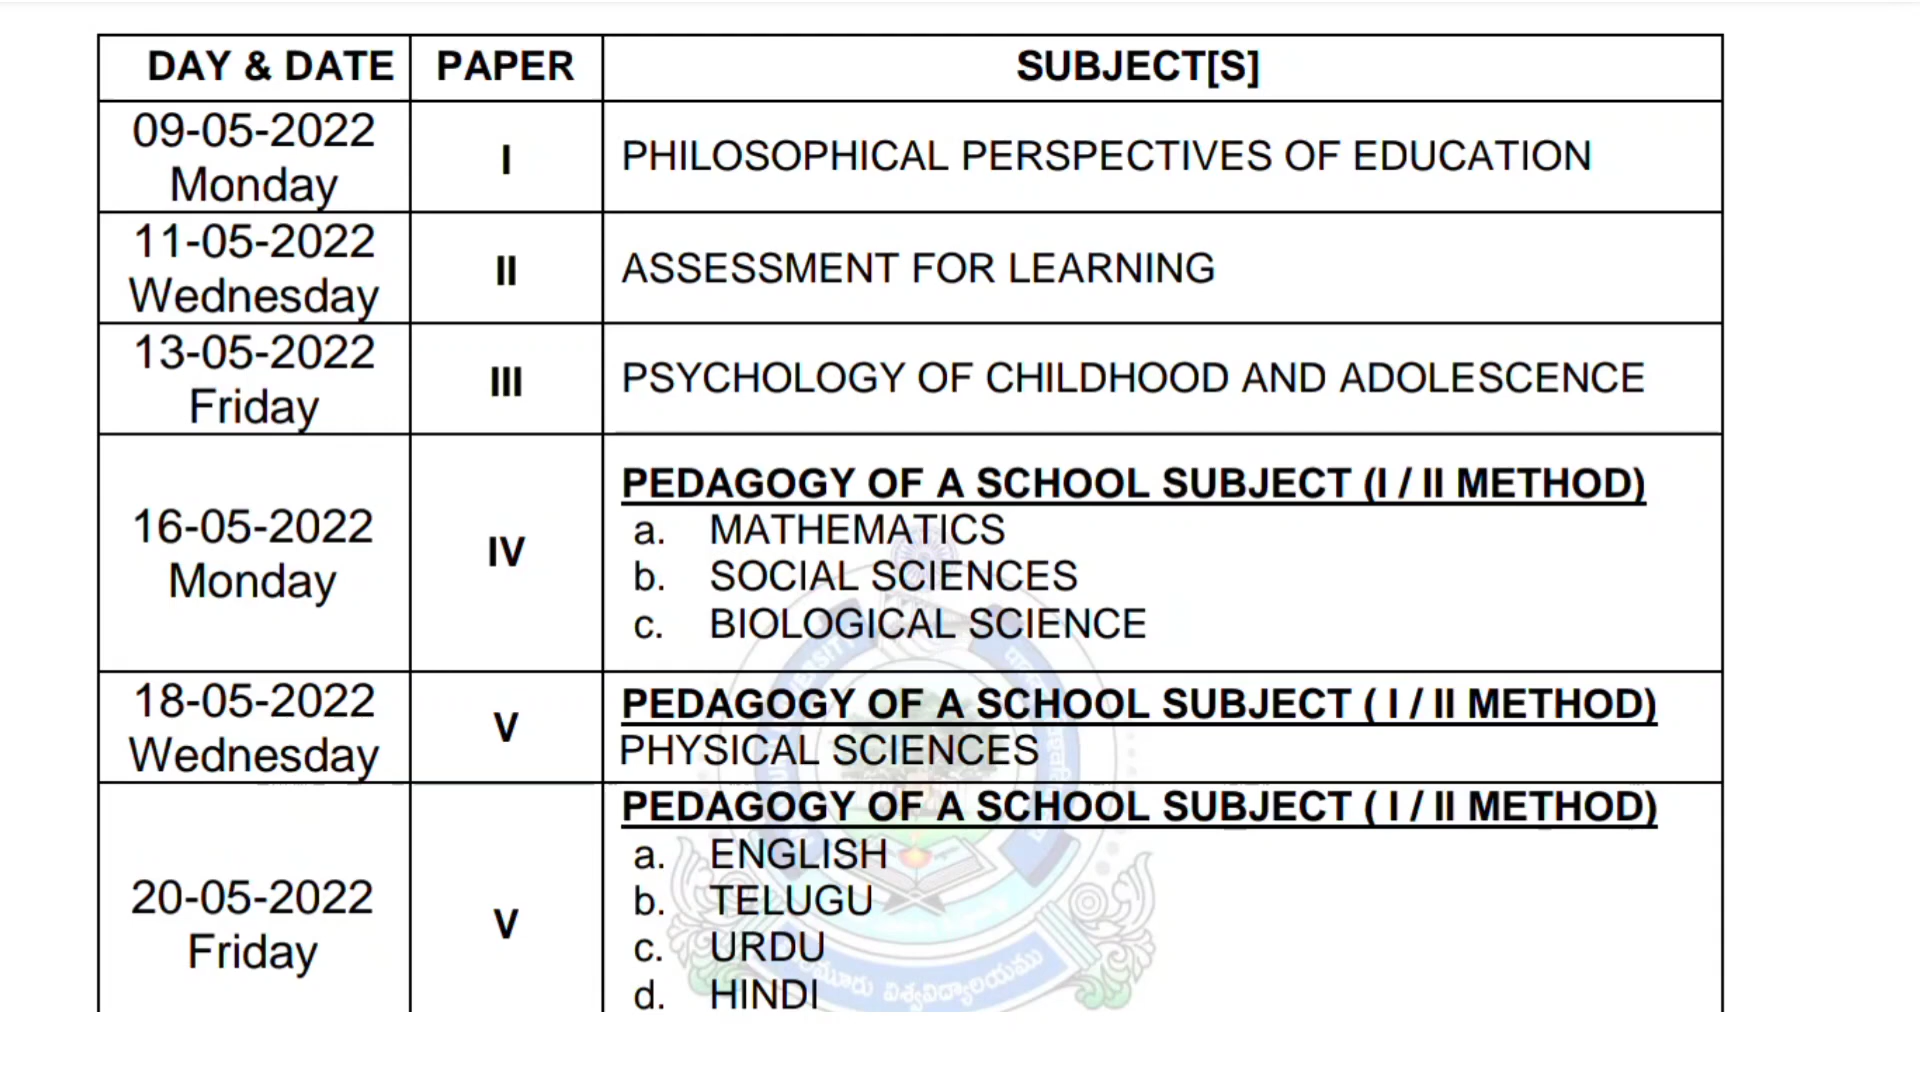 DAY & DATE PAPER SUBJECT[S]
09-05-2022
Monday
I
PHILOSOPHICAL PERSPECTIVES OF EDUCATION
11-05-2022
Wednesday
II
ASSESSMENT FOR LEARNING
13-05-2022
Friday
III
PSYCHOLOGY OF CHILDHOOD AND ADOLESCENCE
16-05-2022
Monday
IV
PEDAGOGY OF A SCHOOL SUBJECT (I / II METHOD)
a. MATHEMATICS
b. SOCIAL SCIENCES
c. BIOLOGICAL SCIENCE
18-05-2022
Wednesday
V
PEDAGOGY OF A SCHOOL SUBJECT ( I / II METHOD)
PHYSICAL SCIENCES
20-05-2022
Friday
V
PEDAGOGY OF A SCHOOL SUBJECT ( I / II METHOD)
a. ENGLISH
b. TELUGU
c. URDU
d. HINDI
విశ్వవిద్యాలయము